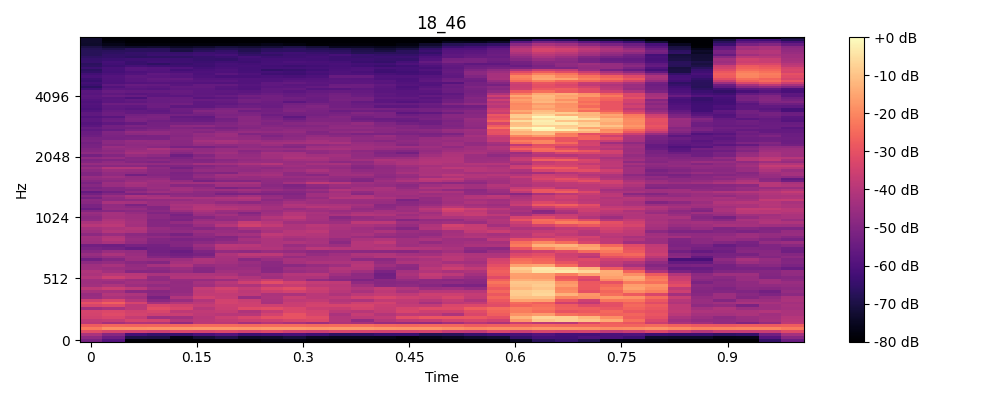 18_46
+0 dB
-10 dB
-20 dB
-30 dB
-40 dB
-50 dB
-60 dB
-70 dB
-80 dB
4096
2048
1024
512
0
Hz
0 0.15 0.3 0.45 0.6 0.75 0.9
Time